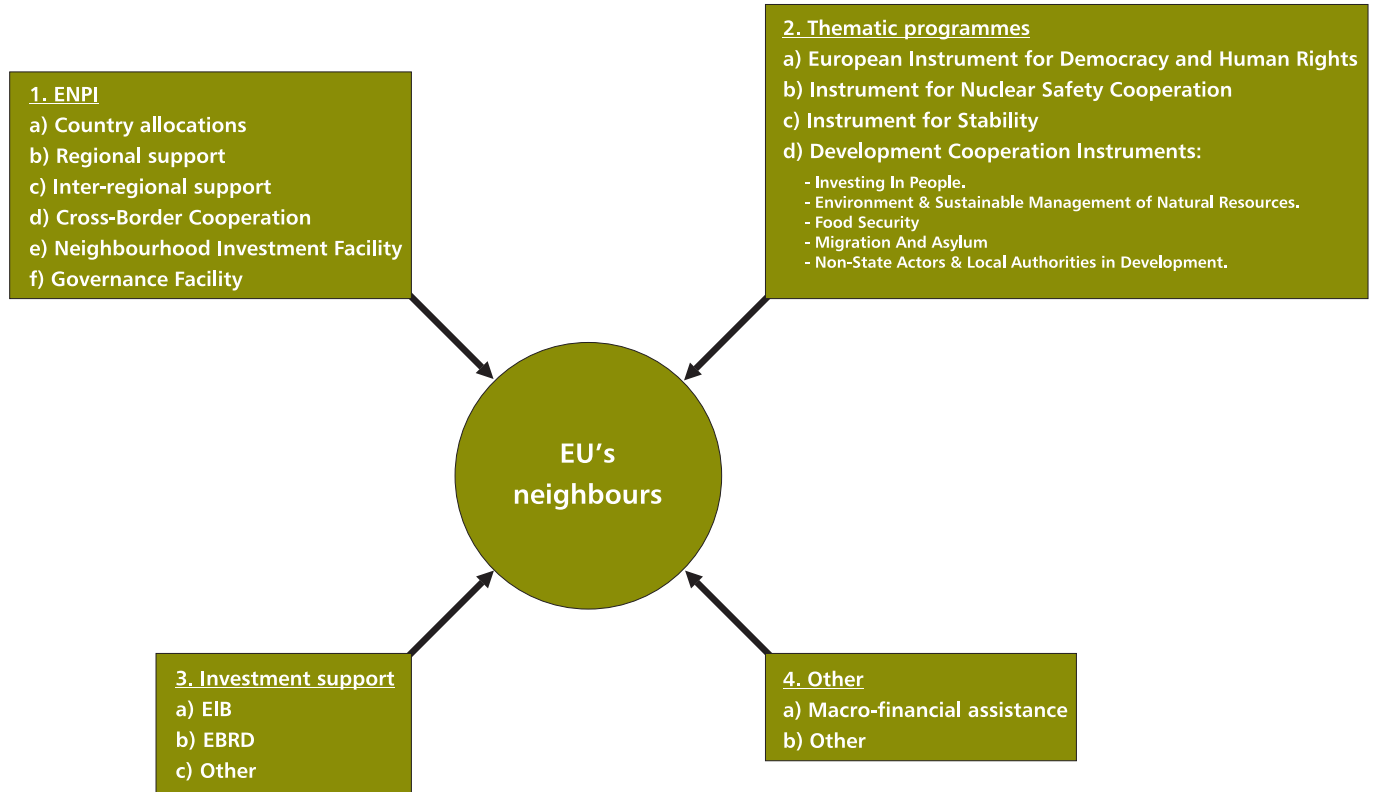 1. ENPI
a) Country allocations
b) Regional support
c) Inter-regional support
d) Cross-Border Cooperation
e) Neighbourhood Investment Facility
f) Governance Facility
2. Thematic programmes
a) European Instrument for Democracy and Human Rights
b) Instrument for Nuclear Safety Cooperation
c) Instrument for Stability
d) Development Cooperation Instruments:
- Investing In People.
- Environment & Sustainable Management of Natural Resources.
- Food Security
- Migration And Asylum
- Non-State Actors & Local Authorities in Development.
EU’s
neighbours
3. Investment support
a) EIB
b) EBRD
c) Other
4. Other
a) Macro-financial assistance
b) Other